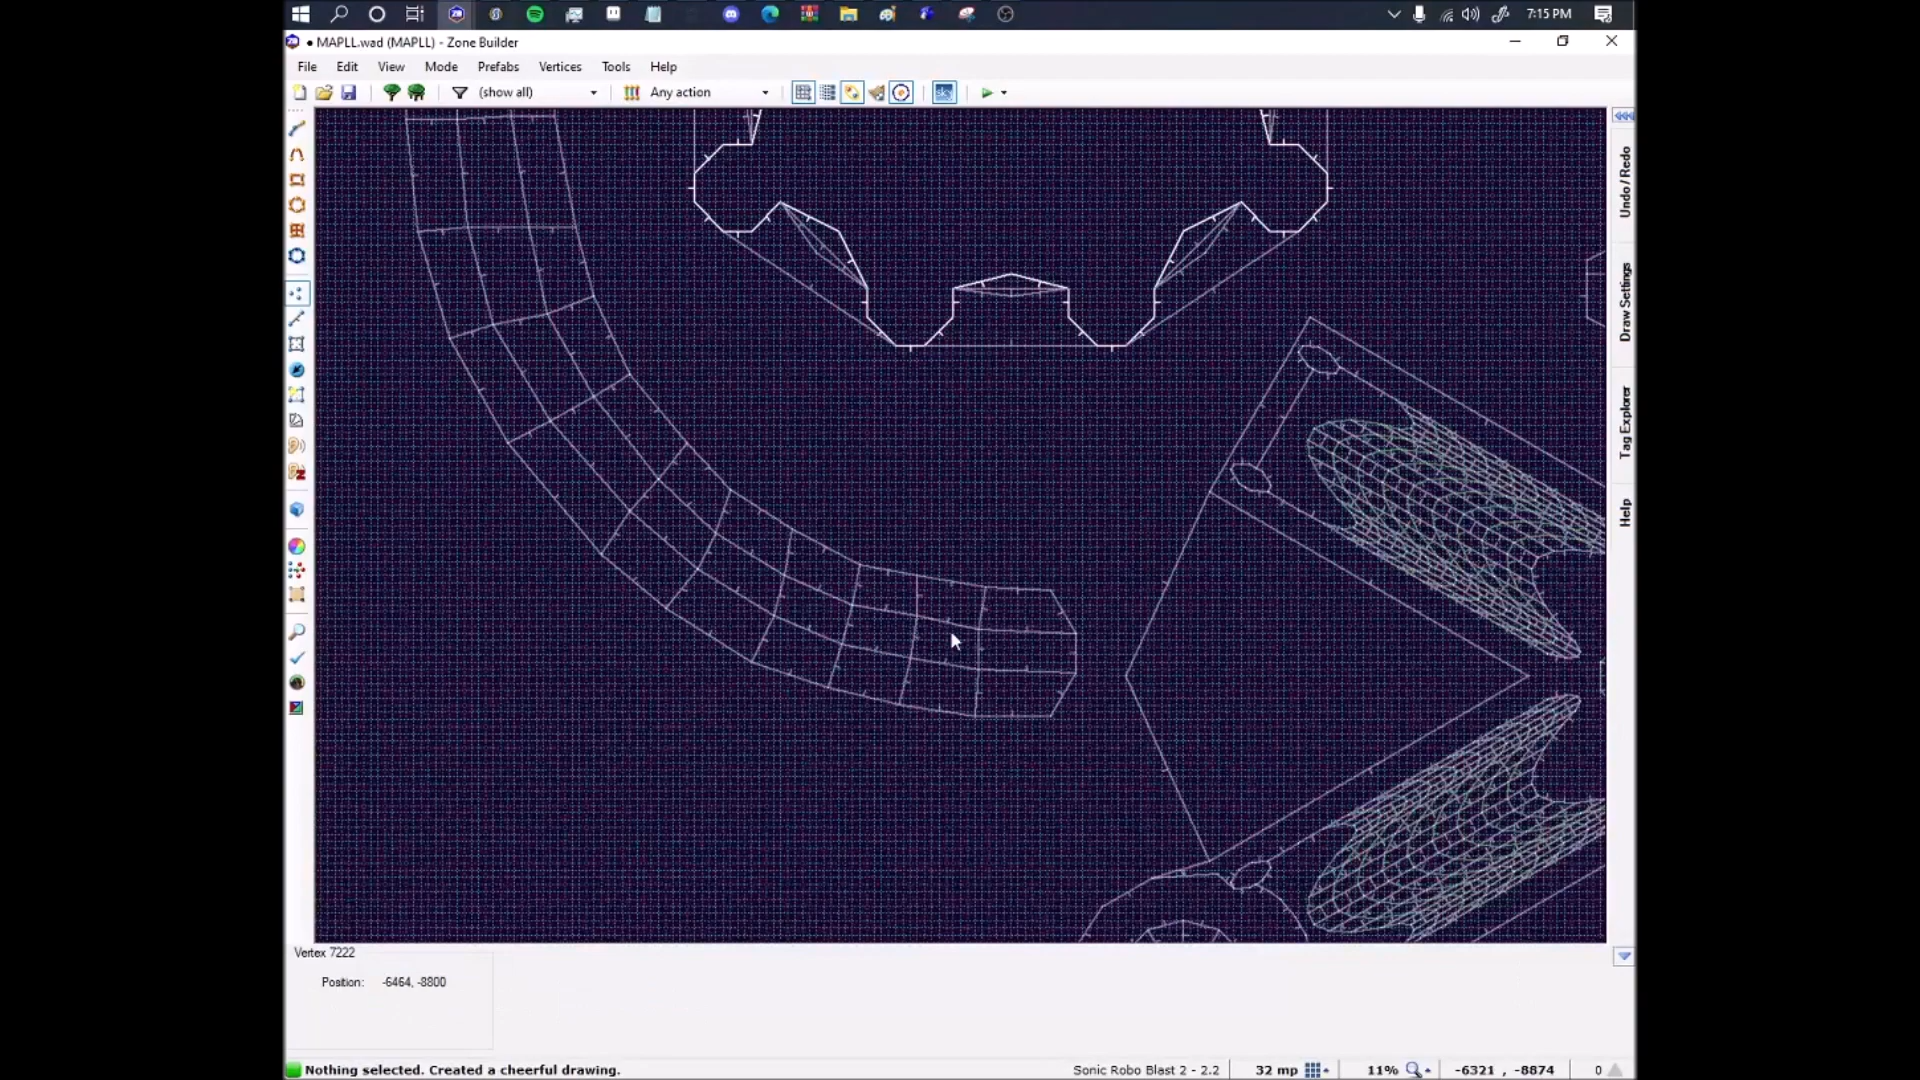 7:15 PM
• MAPLL.wad (MAPLL) - Zone Builder
File Edit View Mode Prefabs Vertices Tools Help
(show all) Any action
Undo/Redo
Draw Settings
Tag Explorer
Help
Vertex 7222
Position: -6464, -8800
Nothing selected. Created a cheerful drawing. Sonic Robo Blast 2 - 2.2 32 mp 11% -6321 , -8874 0